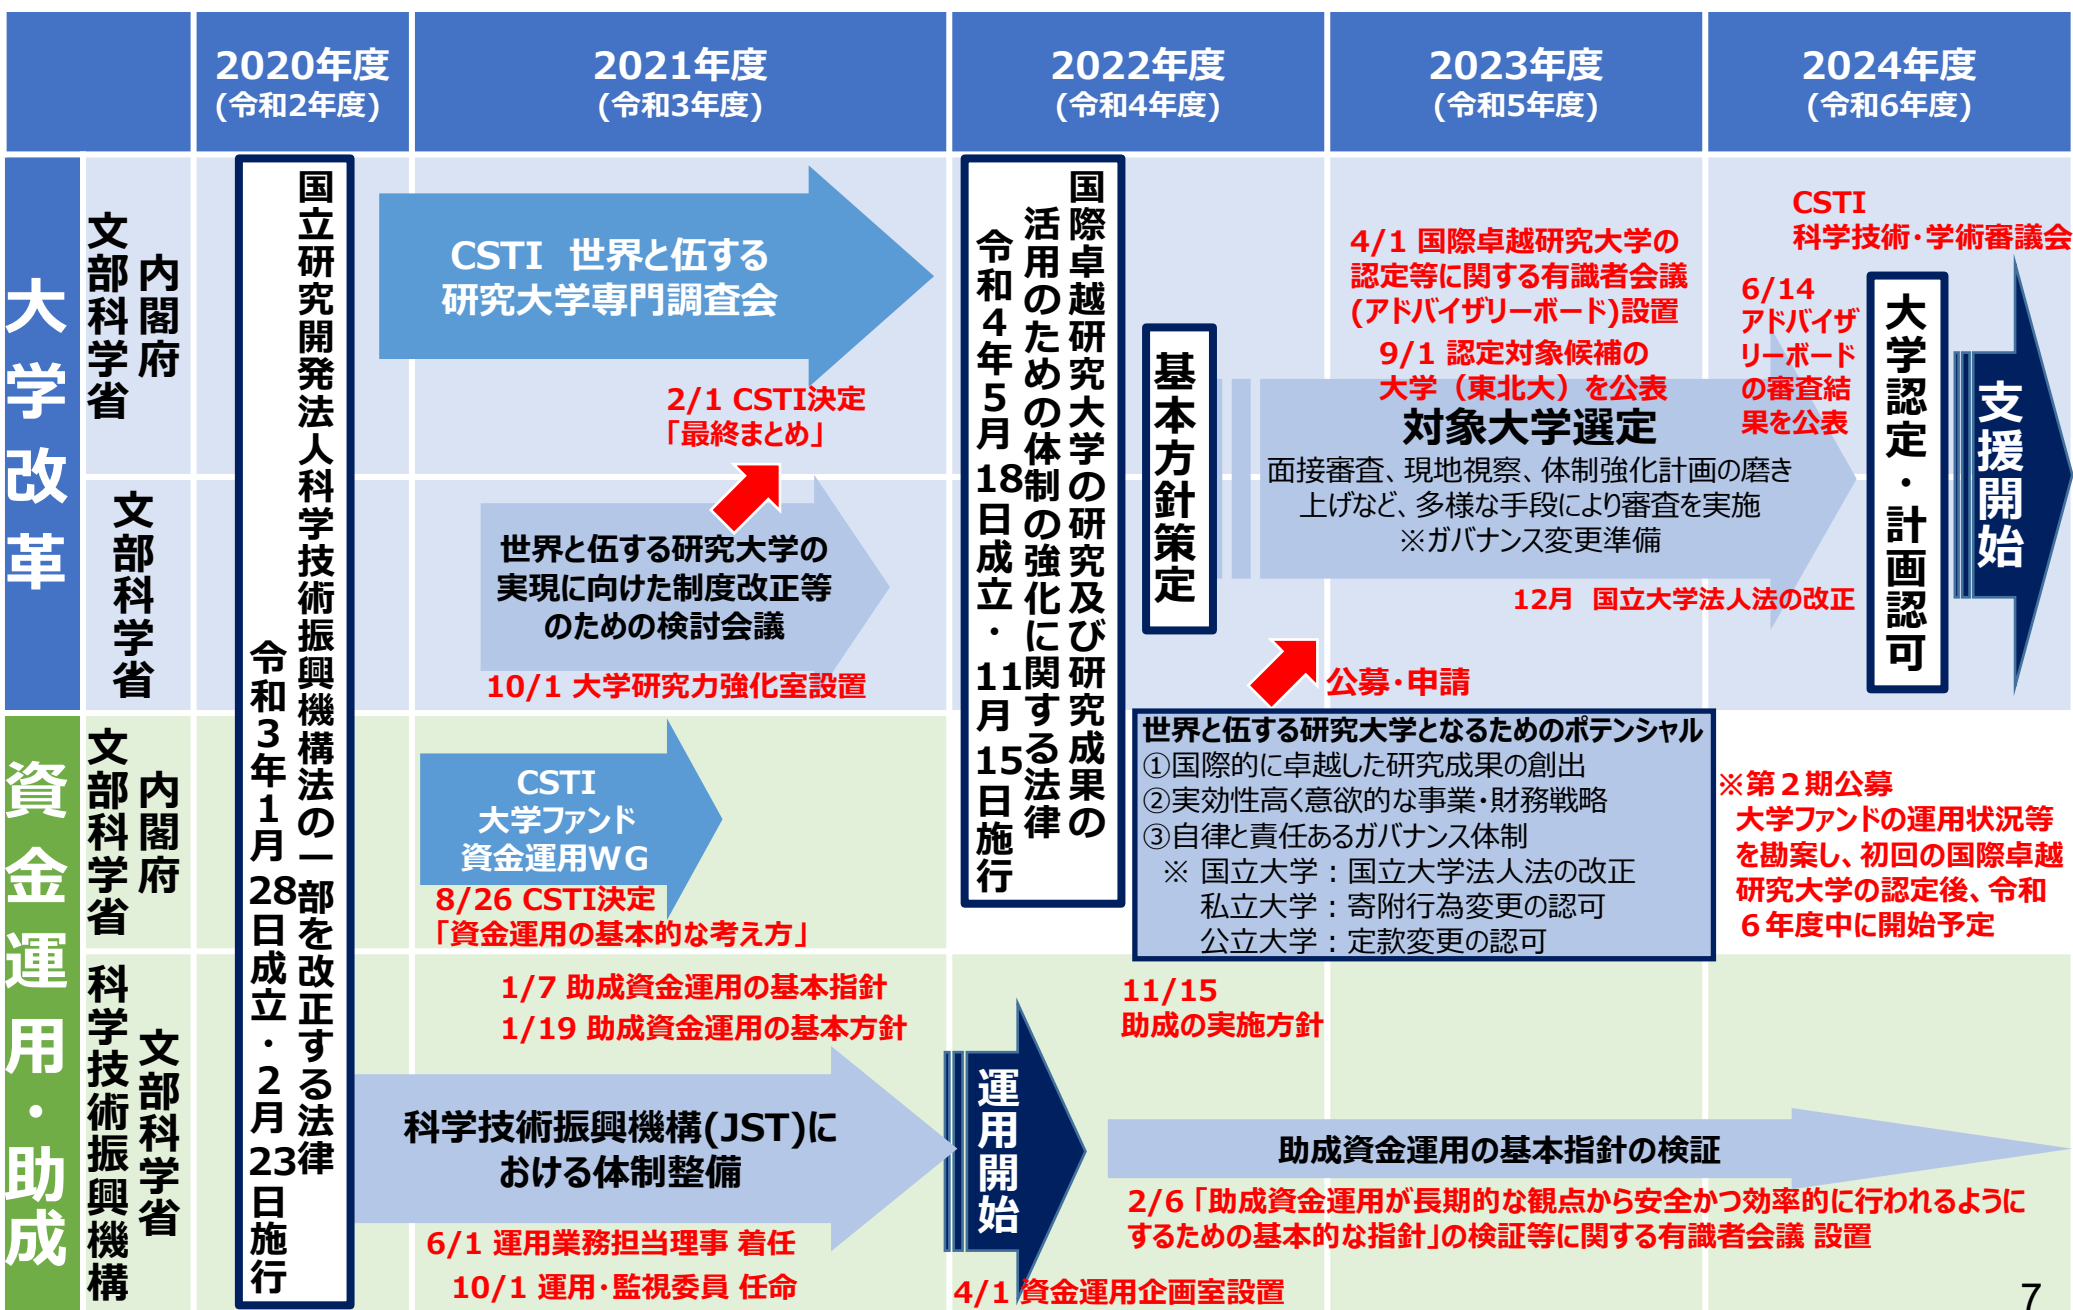 2020年度
(令和2年度)
2021年度
(令和3年度)
2022年度
(令和4年度)
2023年度
(令和5年度)
2024年度
(令和6年度)
大学改革
内閣府
文部科学省
文部科学省
国立研究開発法人科学技術振興機構法の一部を改正する法律
令和3年1月28日成立・2月23日施行
CSTI 世界と伍する
研究大学専門調査会
2/1 CSTI決定
「最終まとめ」
世界と伍する研究大学の
実現に向けた制度改正等
のための検討会議
10/1 大学研究力強化室設置
国際卓越研究大学の研究及び研究成果の
活用のための体制の強化に関する法律
令和4年5月18日成立・11月15日施行
基本方針策定
4/1 国際卓越研究大学の
認定等に関する有識者会議
(アドバイザリーボード)設置
9/1 認定対象候補の
大学（東北大）を公表
対象大学選定
面接審査、現地視察、体制強化計画の磨き
上げなど、多様な手段により審査を実施
※ガバナンス変更準備
12月 国立大学法人法の改正
公募・申請
CSTI
科学技術・学術審議会
6/14
アドバイザ
リーボード
の審査結
果を公表
大学認定・計画認可
支援開始
世界と伍する研究大学となるためのポテンシャル
①国際的に卓越した研究成果の創出
②実効性高く意欲的な事業・財務戦略
③自律と責任あるガバナンス体制
※ 国立大学：国立大学法人法の改正
私立大学：寄附行為変更の認可
公立大学：定款変更の認可
※第２期公募
大学ファンドの運用状況等
を勘案し、初回の国際卓越
研究大学の認定後、令和
６年度中に開始予定
資金運用・助成
内閣府
文部科学省
文部科学省
科学技術振興機構
CSTI
大学ファンド
資金運用WG
8/26 CSTI決定
「資金運用の基本的な考え方」
1/7 助成資金運用の基本指針
1/19 助成資金運用の基本方針
科学技術振興機構(JST)に
おける体制整備
6/1 運用業務担当理事 着任
10/1 運用・監視委員 任命
運用開始
4/1 資金運用企画室設置
11/15
助成の実施方針
助成資金運用の基本指針の検証
2/6「助成資金運用が長期的な観点から安全かつ効率的に行われるように
するための基本的な指針」の検証等に関する有識者会議 設置
7